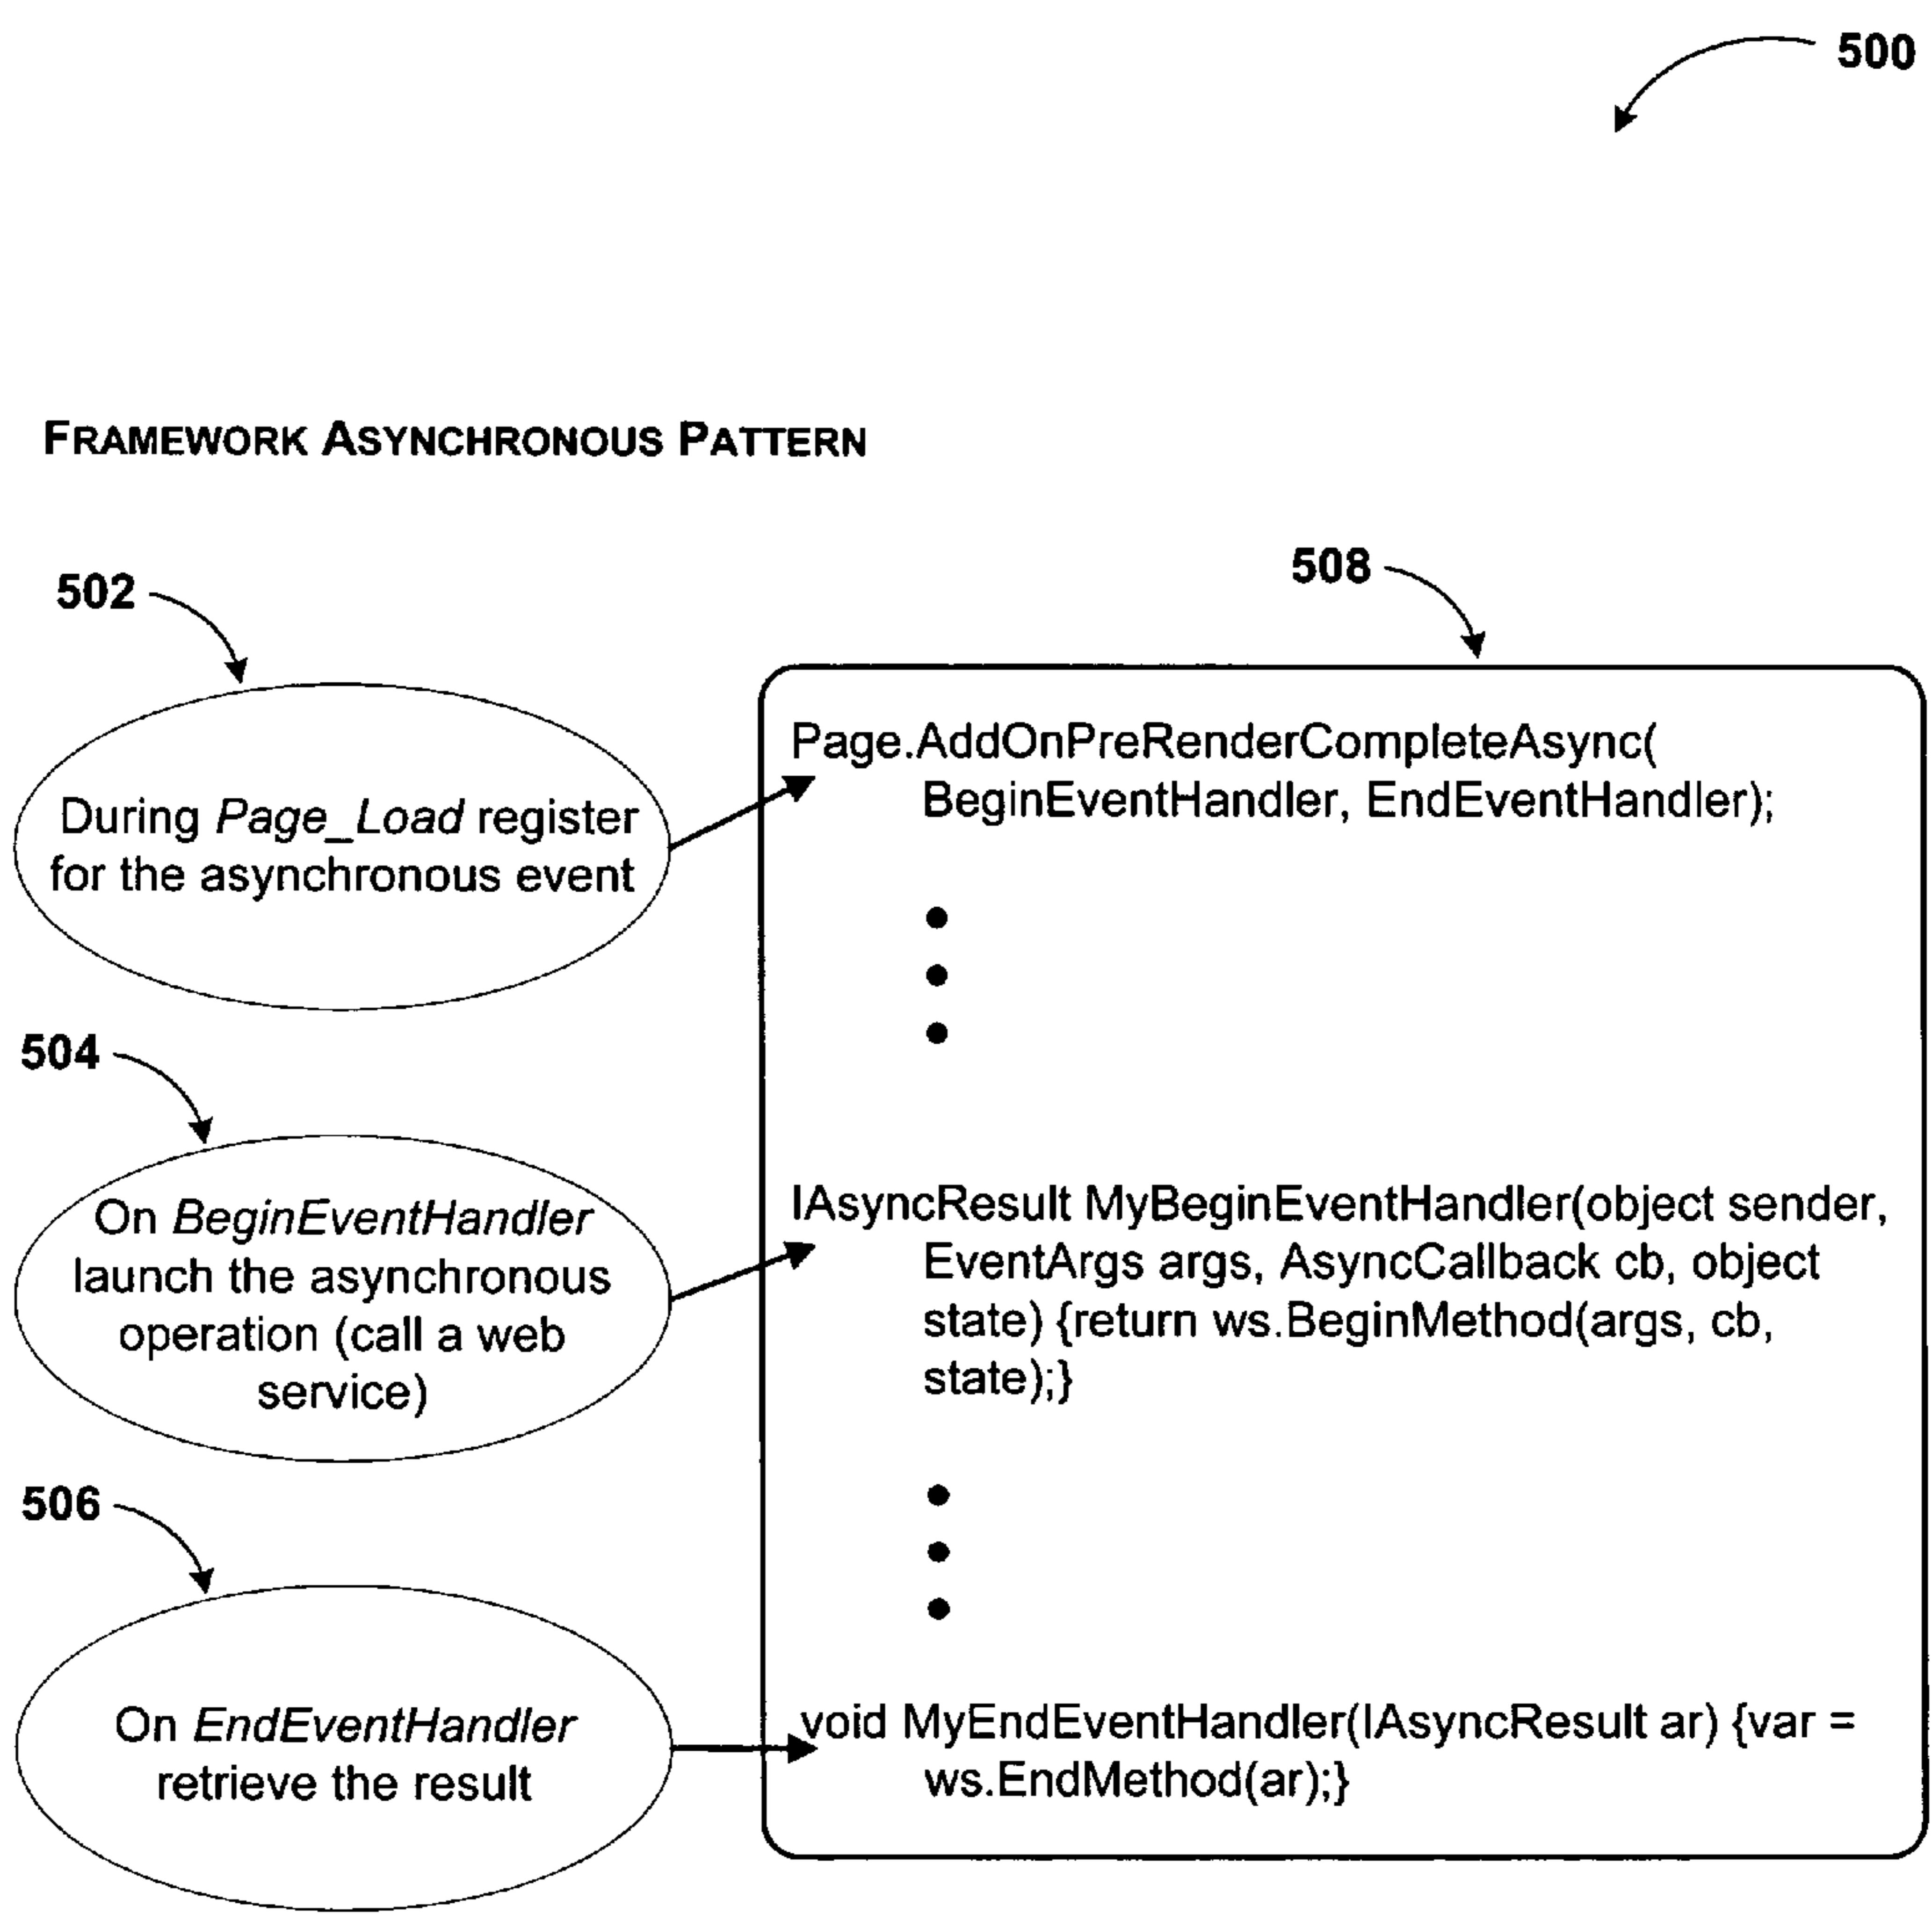 500
FRAMEWORK ASYNCHRONOUS PATTERN
502
508
During Page_Load register
for the asynchronous event
Page.AddOnPreRenderCompleteAsync(
BeginEventHandler, EndEventHandler);
504
On BeginEventHandler
launch the asynchronous
operation (call a web
service)
IAsyncResult MyBeginEventHandler(object sender,
EventArgs args, AsyncCallback cb, object
state) {return ws.BeginMethod(args, cb,
state);}
506
On EndEventHandler
retrieve the result
void MyEndEventHandler(IAsyncResult ar) {var =
ws.EndMethod(ar);}